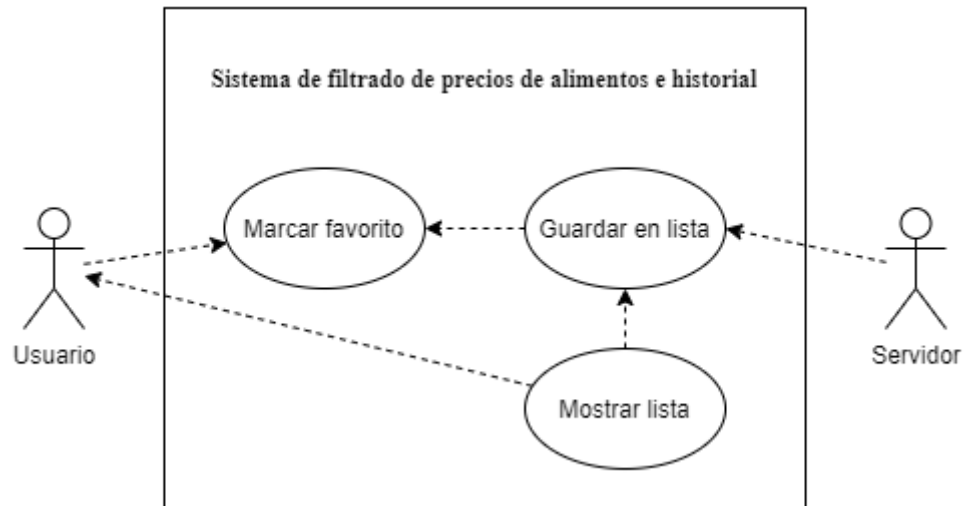 Sistema de filtrado de precios de alimentos e historial
Marcar favorito
Guardar en lista
Usuario
Servidor
Mostrar lista